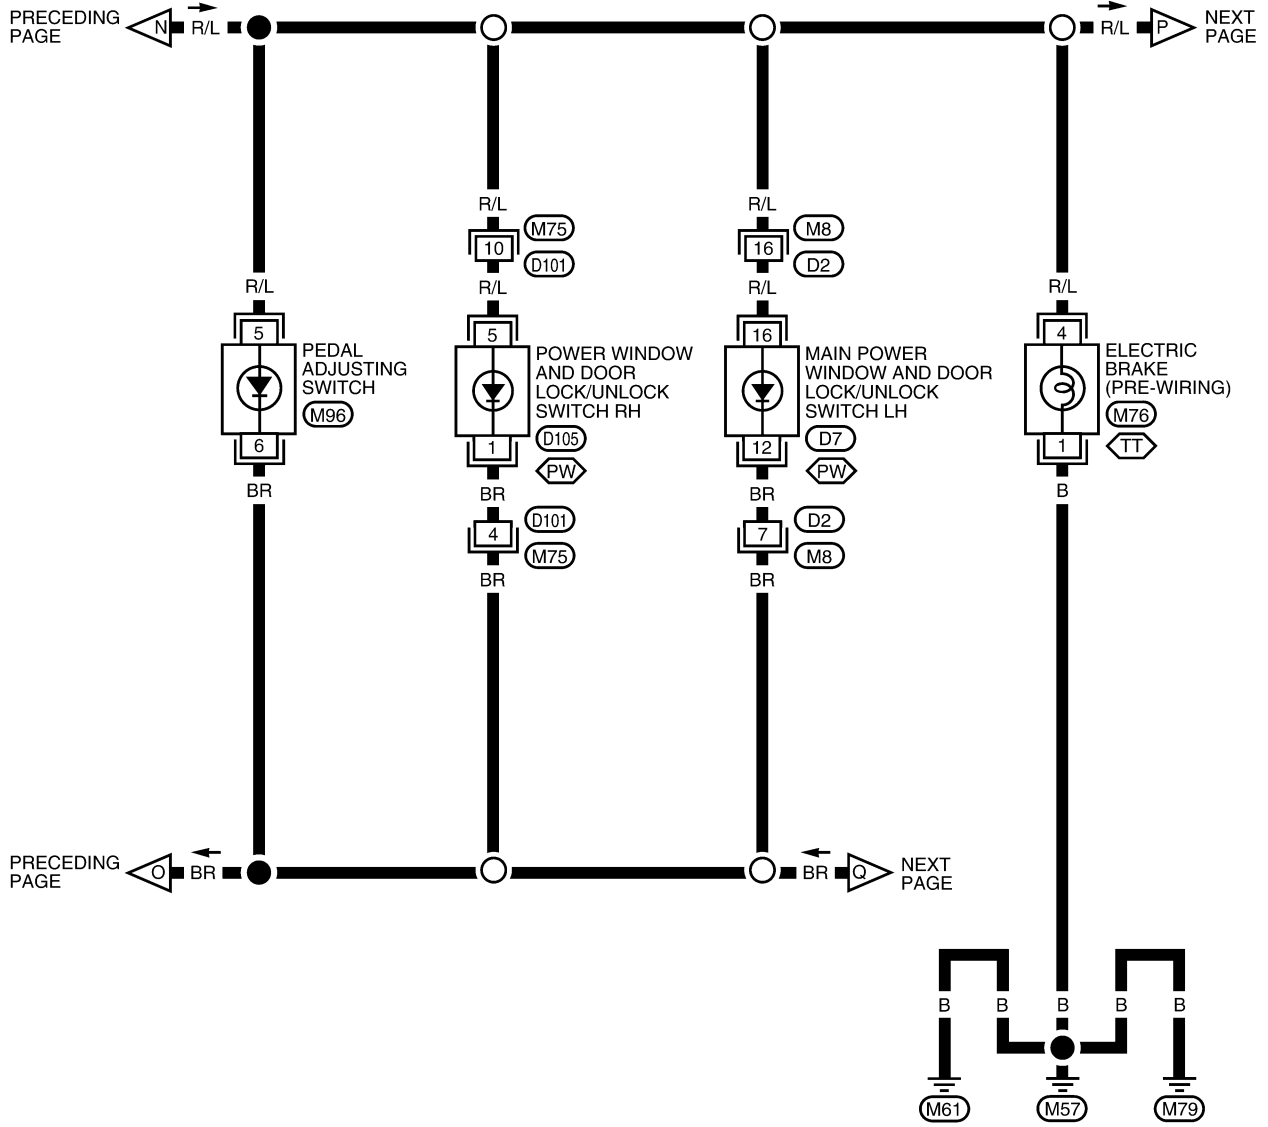 PRECEDING
PAGE
N
R/L
R/L
P
NEXT
PAGE
R/L
10
M75
D101
R/L
R/L
16
M8
D2
R/L
R/L
5
PEDAL
ADJUSTING
SWITCH
M96
6
BR
R/L
5
POWER WINDOW
AND DOOR
LOCK/UNLOCK
SWITCH RH
D105
1
PW
BR
4
D101
M75
BR
16
MAIN POWER
WINDOW AND DOOR
LOCK/UNLOCK
SWITCH LH
D7
12
PW
BR
7
D2
M8
BR
4
ELECTRIC
BRAKE
(PRE-WIRING)
M76
1
TT
B
PRECEDING
PAGE
O
BR
BR
Q
NEXT
PAGE
B
B
B
B
B
M61
M57
M79